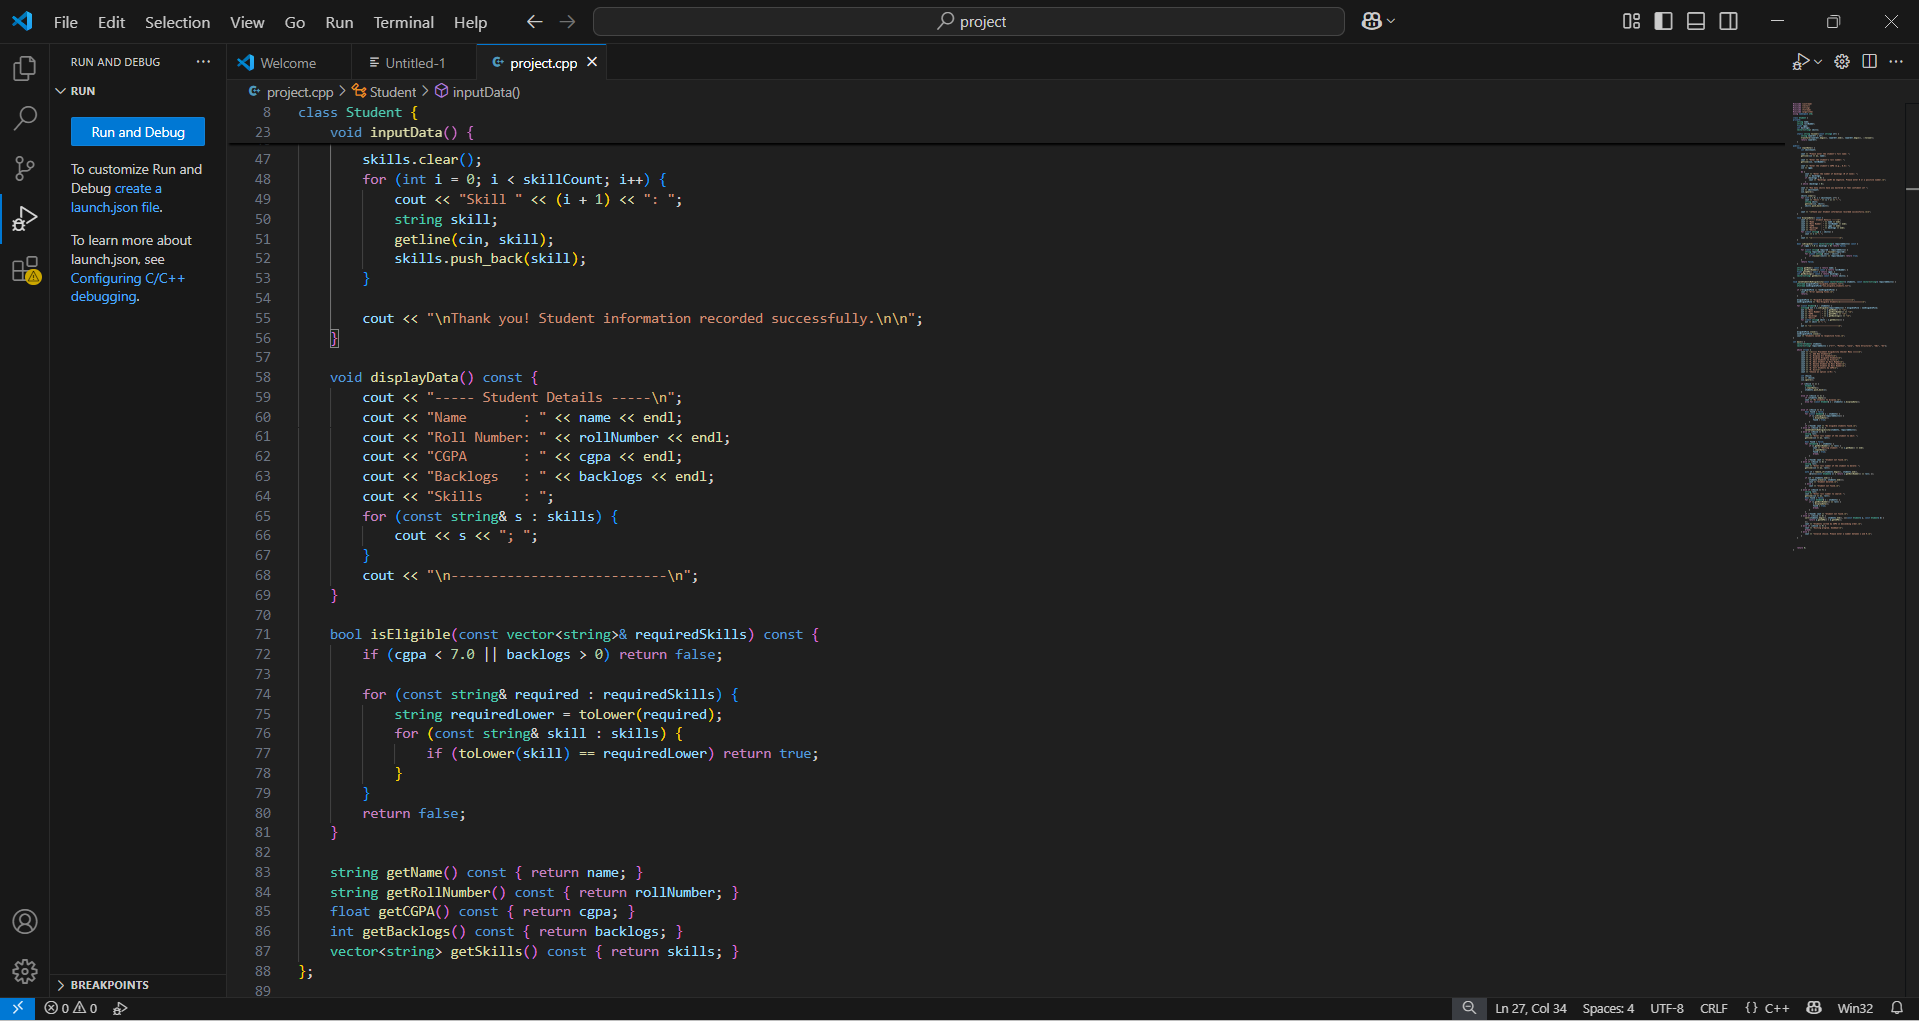 File Edit Selection View Go Run Terminal Help
project
RUN AND DEBUG
RUN
Run and Debug
To customize Run and
Debug create a
launch.json file.
To learn more about
launch.json, see
Configuring C/C++
debugging.
BREAKPOINTS
Welcome Untitled-1 project.cpp
project.cpp > Student > inputData()
8 class Student {
23 void inputData() {
47 skills.clear();
48 for (int i = 0; i < skillCount; i++) {
49 cout << "Skill " << (i + 1) << ": ";
50 string skill;
51 getline(cin, skill);
52 skills.push_back(skill);
53 }
54
55 cout << "\nThank you! Student information recorded successfully.\n\n";
56 }
57
58 void displayData() const {
59 cout << "----- Student Details -----\n";
60 cout << "Name       : " << name << endl;
61 cout << "Roll Number: " << rollNumber << endl;
62 cout << "CGPA       : " << cgpa << endl;
63 cout << "Backlogs   : " << backlogs << endl;
64 cout << "Skills     : ";
65 for (const string& s : skills) {
66 cout << s << "; ";
67 }
68 cout << "\n---------------------------\n";
69 }
70
71 bool isEligible(const vector<string>& requiredSkills) const {
72 if (cgpa < 7.0 || backlogs > 0) return false;
73
74 for (const string& required : requiredSkills) {
75 string requiredLower = toLower(required);
76 for (const string& skill : skills) {
77 if (toLower(skill) == requiredLower) return true;
78 }
79 }
80 return false;
81 }
82
83 string getName() const { return name; }
84 string getRollNumber() const { return rollNumber; }
85 float getCGPA() const { return cgpa; }
86 int getBacklogs() const { return backlogs; }
87 vector<string> getSkills() const { return skills; }
88 };
89
0 0 Ln 27, Col 34 Spaces: 4 UTF-8 CRLF {} C++ Win32